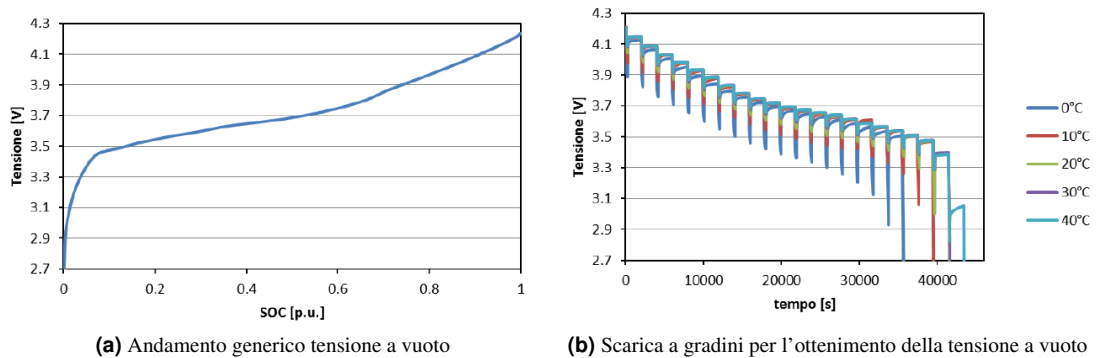 4.3
4.1
3.9
3.7
3.5
3.3
3.1
2.9
2.7
Tensione [V]
0
0.2
0.4
0.6
0.8
1
SOC [p.u.]
(a) Andamento generico tensione a vuoto
4.3
4.1
3.9
3.7
3.5
3.3
3.1
2.9
2.7
Tensione [V]
0
10000
20000
30000
40000
tempo [s]
0°C
10°C
20°C
30°C
40°C
(b) Scarica a gradini per l'ottenimento della tensione a vuoto